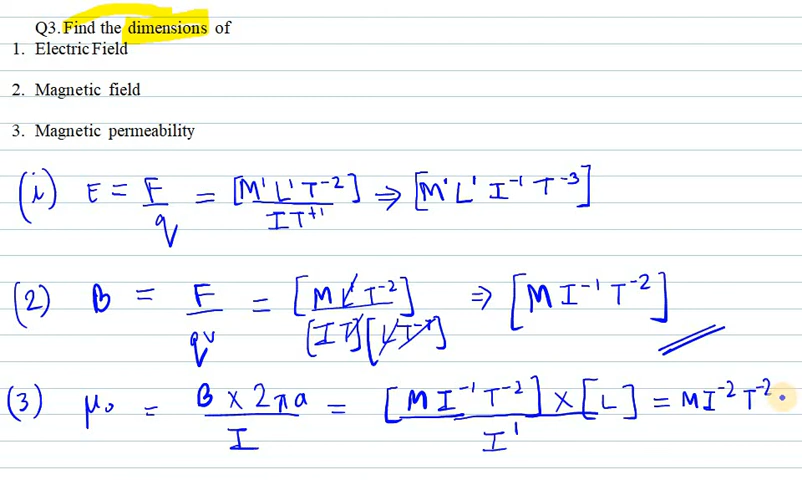 Q3. Find the dimensions of
1. Electric Field
2. Magnetic field
3. Magnetic permeability
(i) E = F/q = [M¹L¹T⁻²]/IT⁺¹ ⇒ [M¹L¹I⁻¹T⁻³]
(2) B = F/qv = [MLT⁻²]/[IT][LT⁻¹] ⇒ [MI⁻¹T⁻²]
(3) μ₀ = B × 2πa/I = [MI⁻¹T⁻²] × [L]/I¹ = MI⁻²T⁻²